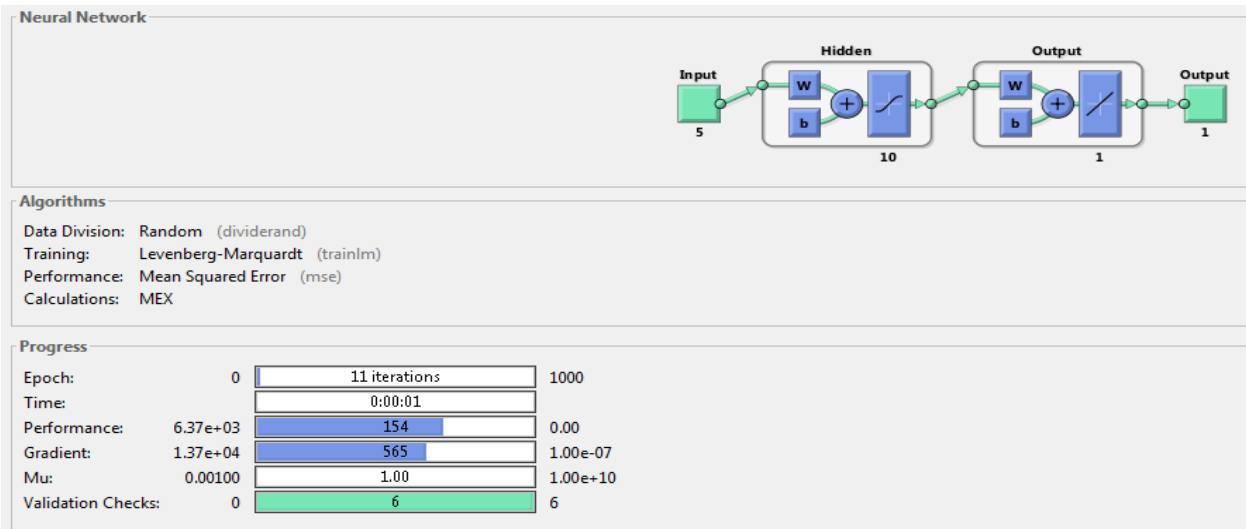 Neural Network
Hidden
Output
Input
Output
W
W
+
+
b
b
5
1
10
1
Algorithms
Data Division: Random (dividerand)
Training: Levenberg-Marquardt (trainlm)
Performance: Mean Squared Error (mse)
Calculations: MEX
Progress
Epoch: 0 11 iterations 1000
Time: 0:00:01
Performance: 6.37e+03 154 0.00
Gradient: 1.37e+04 565 1.00e-07
Mu: 0.00100 1.00 1.00e+10
Validation Checks: 0 6 6